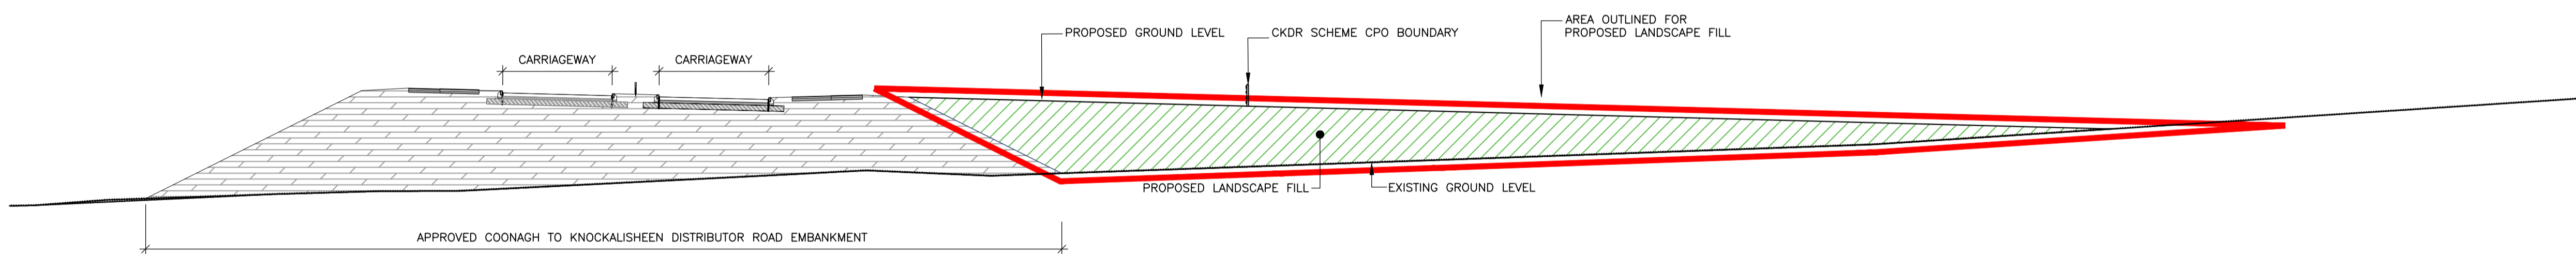 AREA OUTLINED FOR
PROPOSED LANDSCAPE FILL
PROPOSED GROUND LEVEL
CKDR SCHEME CPO BOUNDARY
CARRIAGEWAY
CARRIAGEWAY
PROPOSED LANDSCAPE FILL
EXISTING GROUND LEVEL
APPROVED COONAGH TO KNOCKALISHEEN DISTRIBUTOR ROAD EMBANKMENT